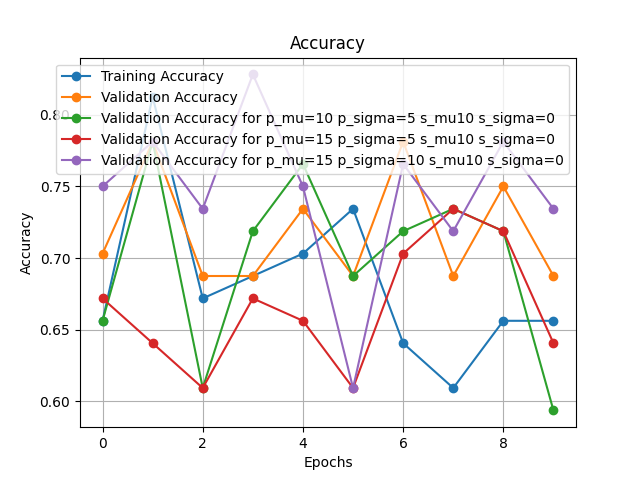 Accuracy
Training Accuracy
Validation Accuracy
Validation Accuracy for p_mu=10 p_sigma=5 s_mu10 s_sigma=0
Validation Accuracy for p_mu=15 p_sigma=5 s_mu10 s_sigma=0
Validation Accuracy for p_mu=15 p_sigma=10 s_mu10 s_sigma=0
0.80
0.75
0.70
0.65
0.60
Accuracy
0 2 4 6 8
Epochs